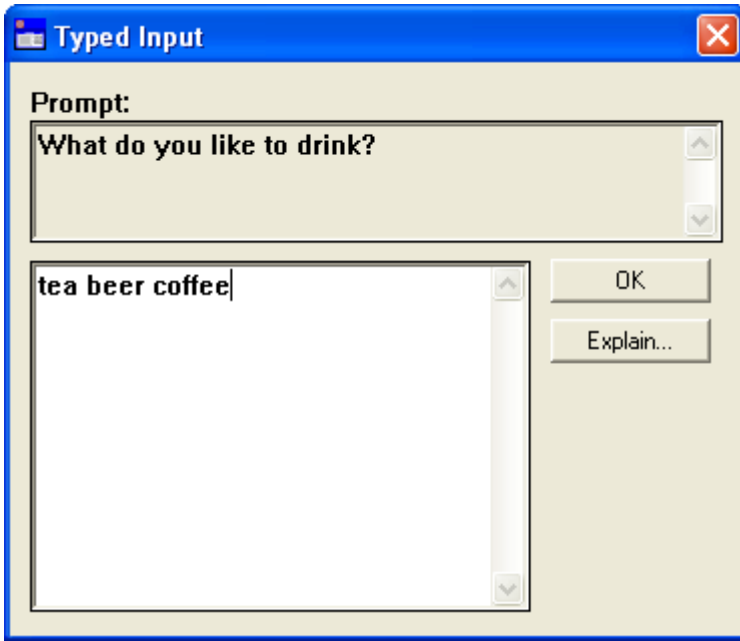 Typed Input
Prompt:
What do you like to drink?
tea beer coffee
OK
Explain...